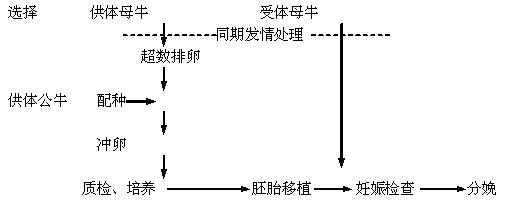 选择 供体母牛 受体母牛
同期发情处理
超数排卵
供体公牛 配种
冲卵
质检、培养 胚胎移植 妊娠检查 分娩